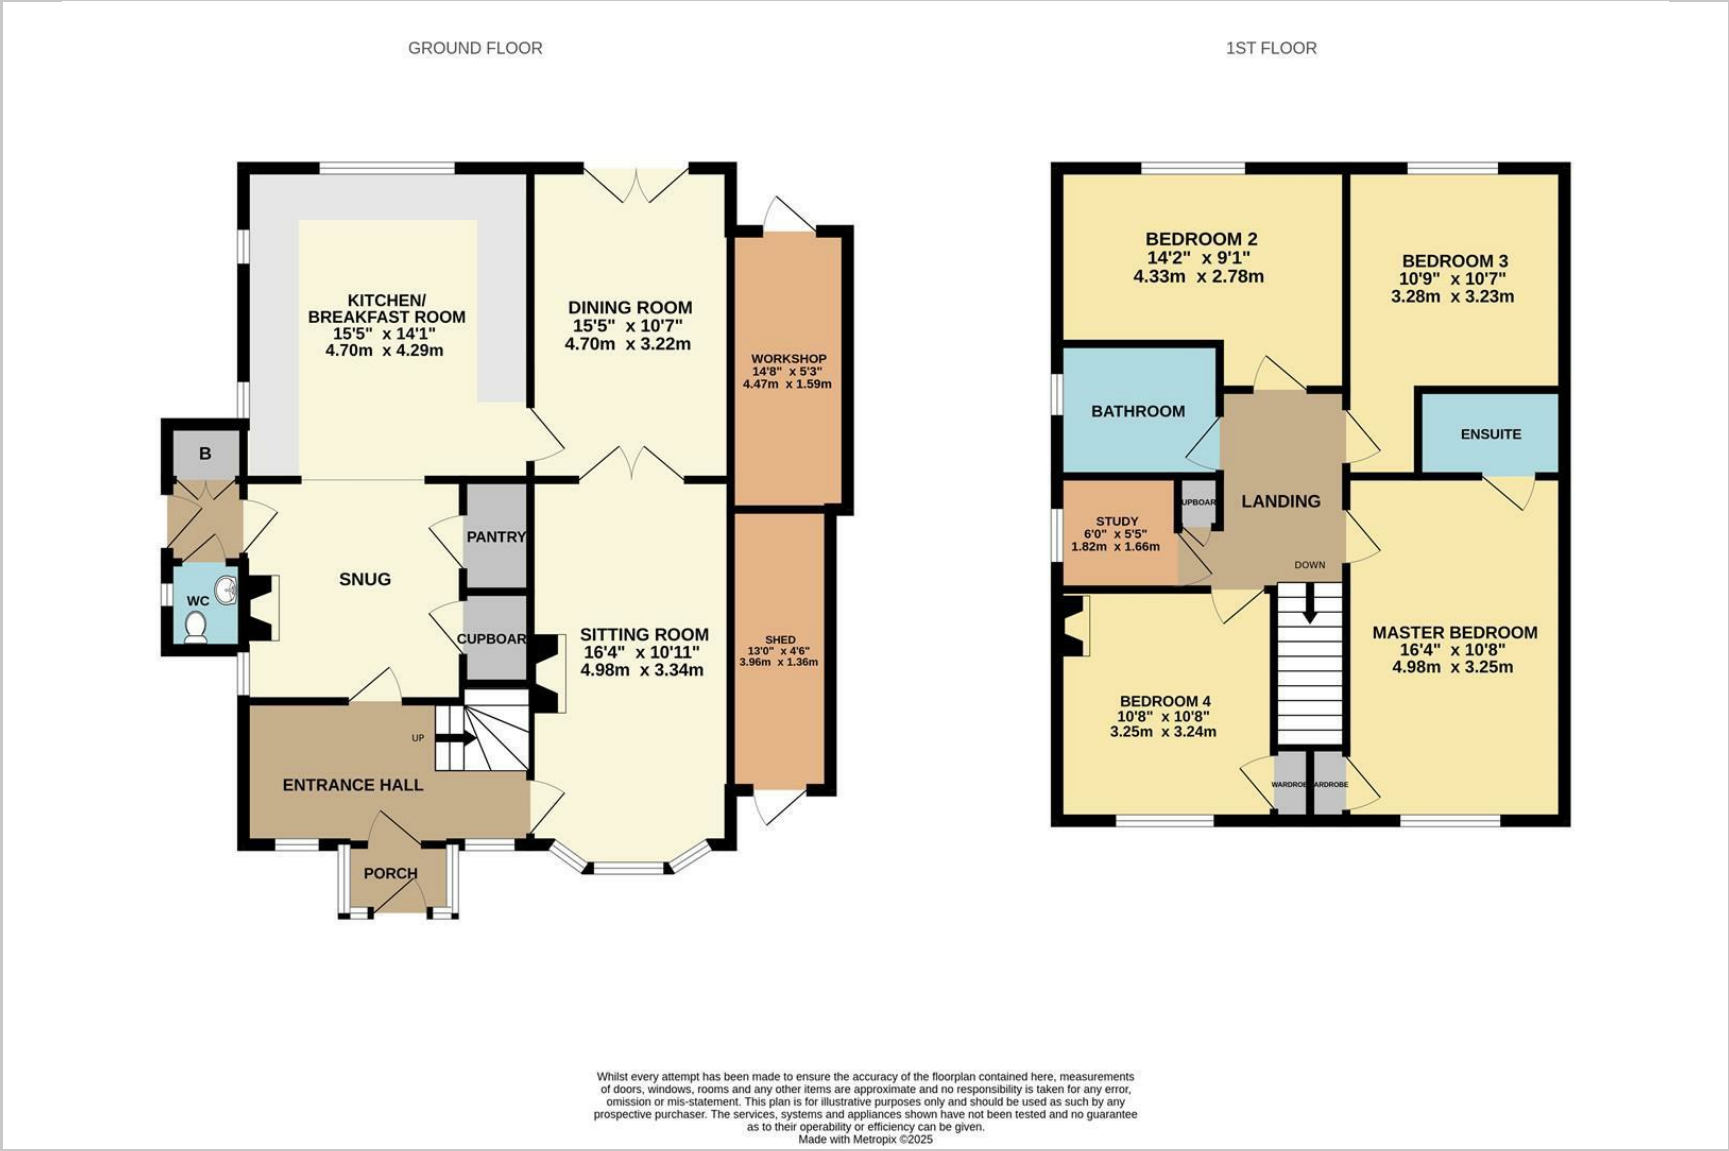 GROUND FLOOR
KITCHEN/
BREAKFAST ROOM
15'5" x 14'1"
4.70m x 4.29m
DINING ROOM
15'5" x 10'7"
4.70m x 3.22m
WORKSHOP
14'8" x 5'3"
4.47m x 1.59m
B
PANTRY
SNUG
WC
CUPBOAR
SITTING ROOM
16'4" x 10'11"
4.98m x 3.34m
SHED
13'0" x 4'6"
3.96m x 1.36m
UP
ENTRANCE HALL
PORCH
1ST FLOOR
BEDROOM 2
14'2" x 9'1"
4.33m x 2.78m
BEDROOM 3
10'9" x 10'7"
3.28m x 3.23m
BATHROOM
ENSUITE
UPBOAR
LANDING
STUDY
6'0" x 5'5"
1.82m x 1.66m
DOWN
MASTER BEDROOM
16'4" x 10'8"
4.98m x 3.25m
BEDROOM 4
10'8" x 10'8"
3.25m x 3.24m
WARDROBE
ARDROBE
Whilst every attempt has been made to ensure the accuracy of the floorplan contained here, measurements
of doors, windows, rooms and any other items are approximate and no responsibility is taken for any error,
omission or mis-statement. This plan is for illustrative purposes only and should be used as such by any
prospective purchaser. The services, systems and appliances shown have not been tested and no guarantee
as to their operability or efficiency can be given.
Made with Metropix ©2025